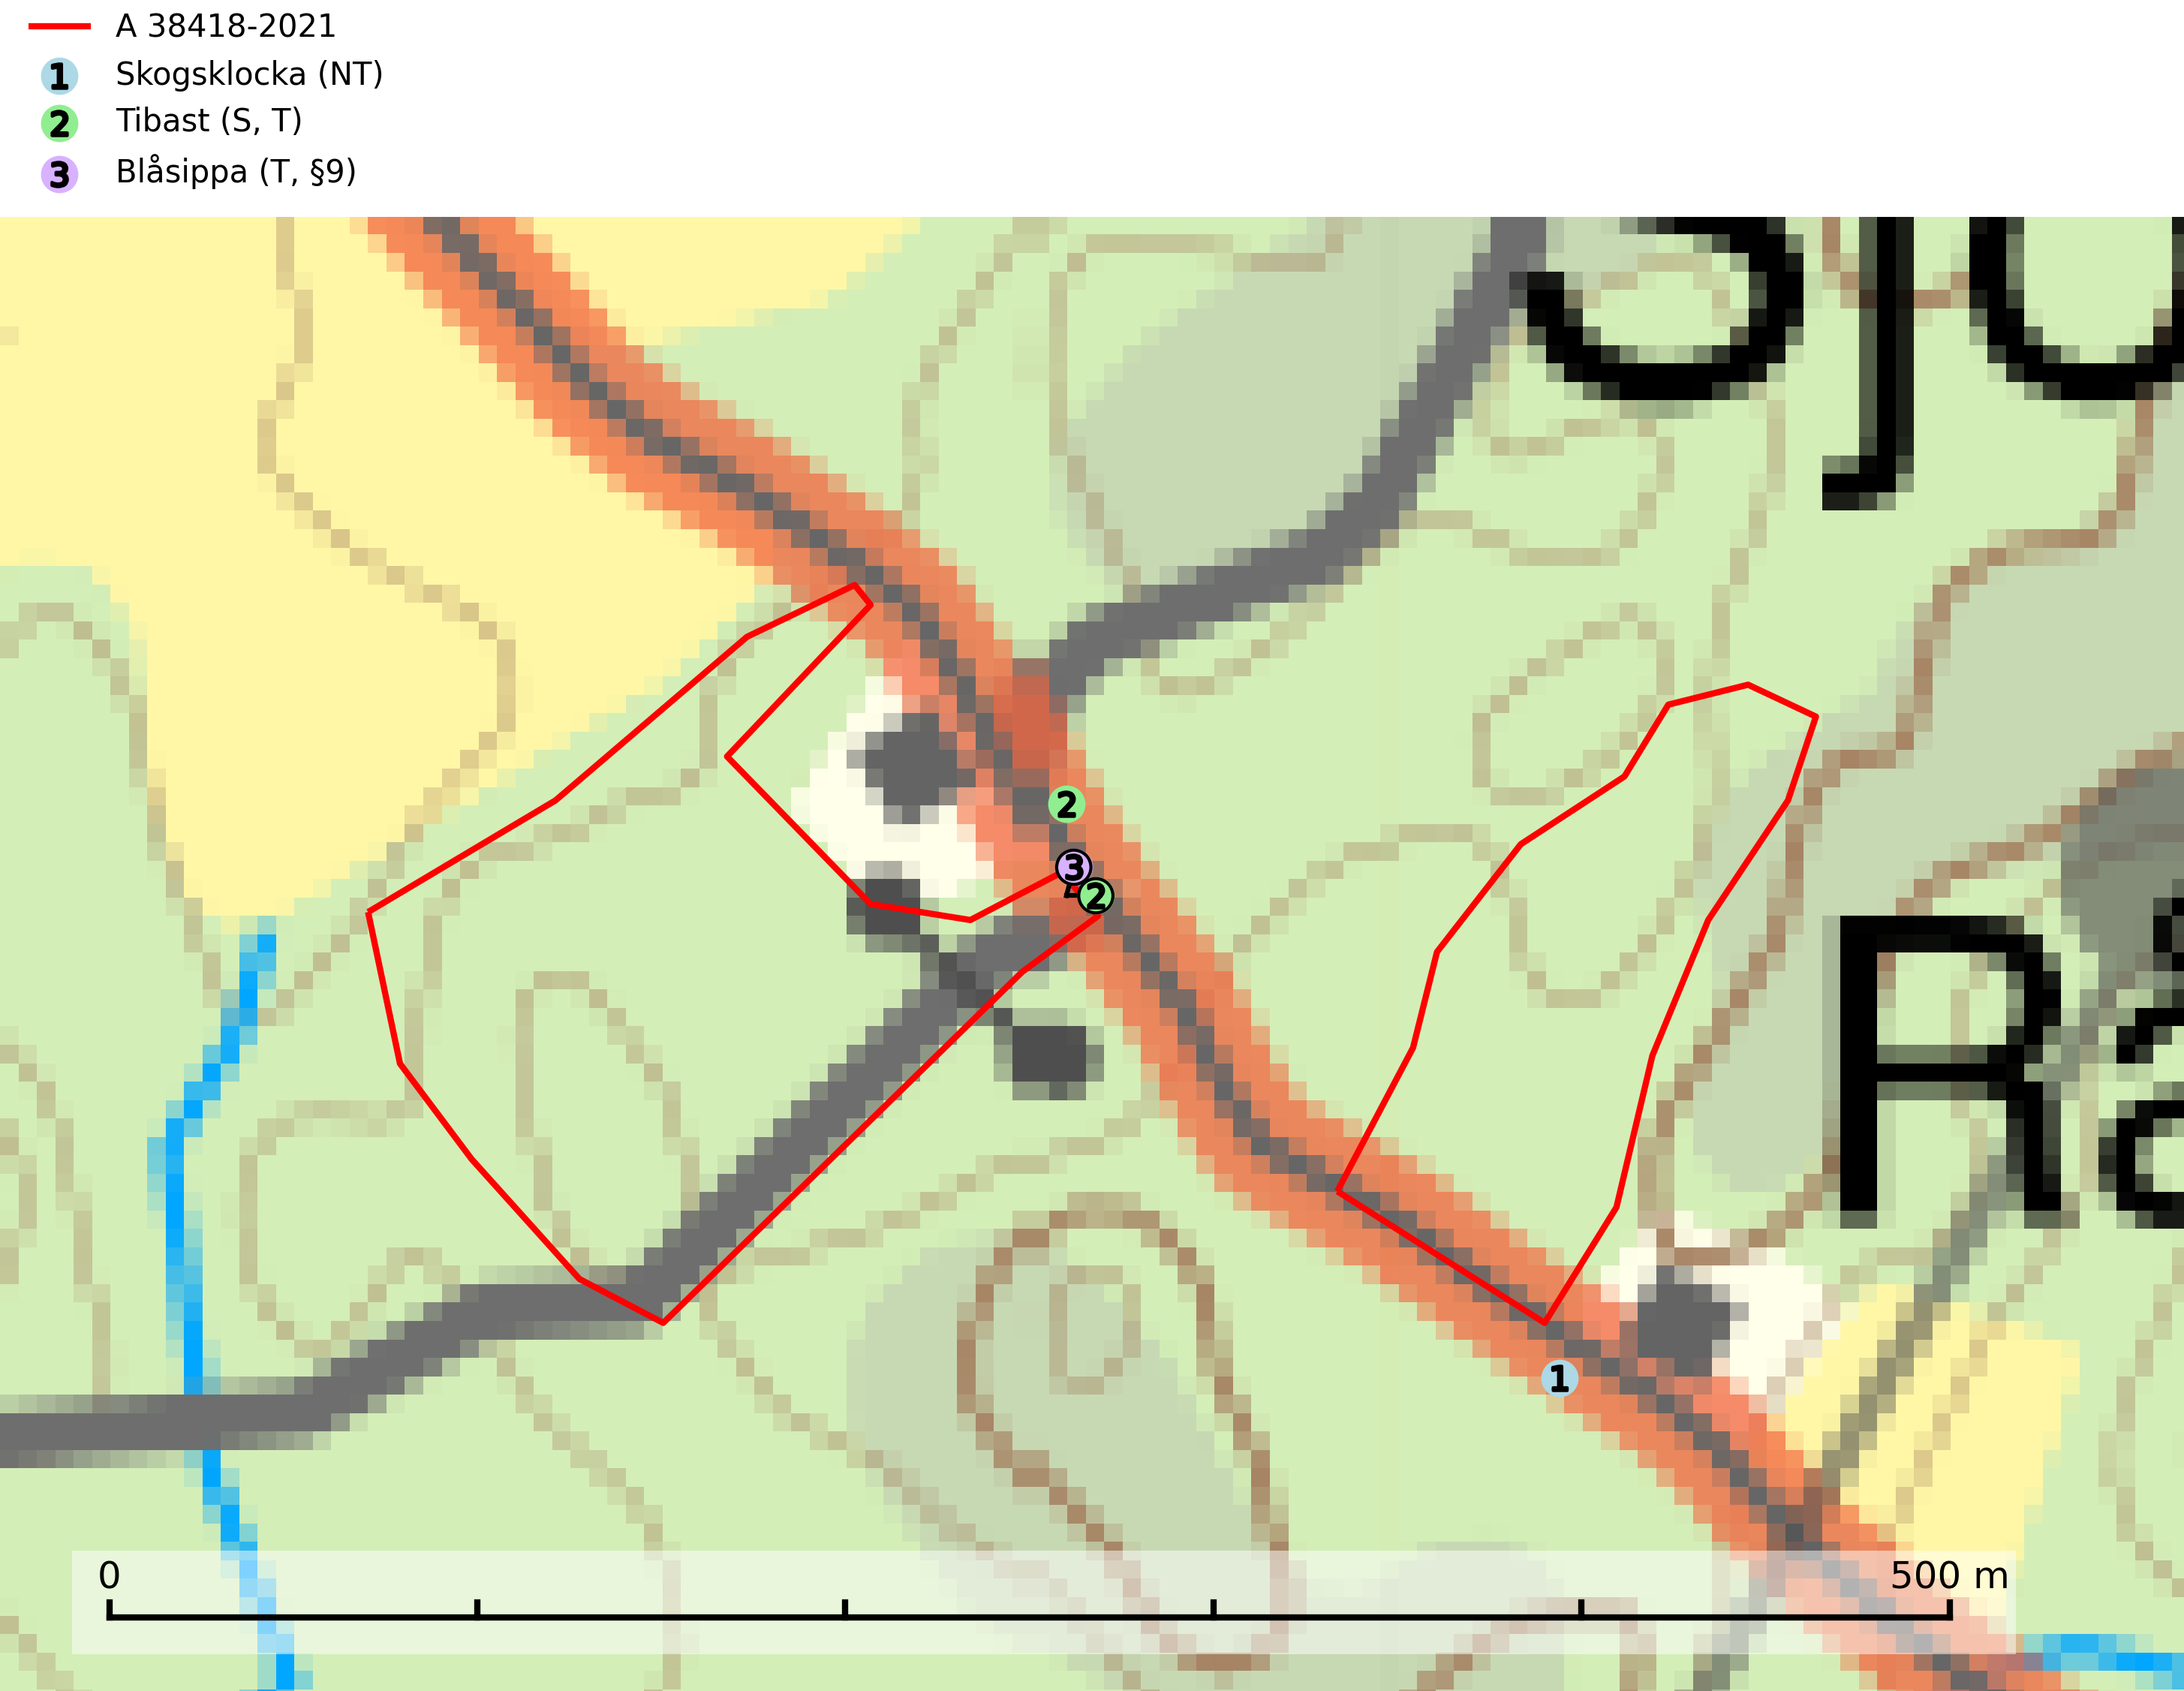 A 38418-2021
1 Skogsklocka (NT)
2 Tibast (S, T)
3 Blåsippa (T, §9)
2
3
2
1
0
500 m